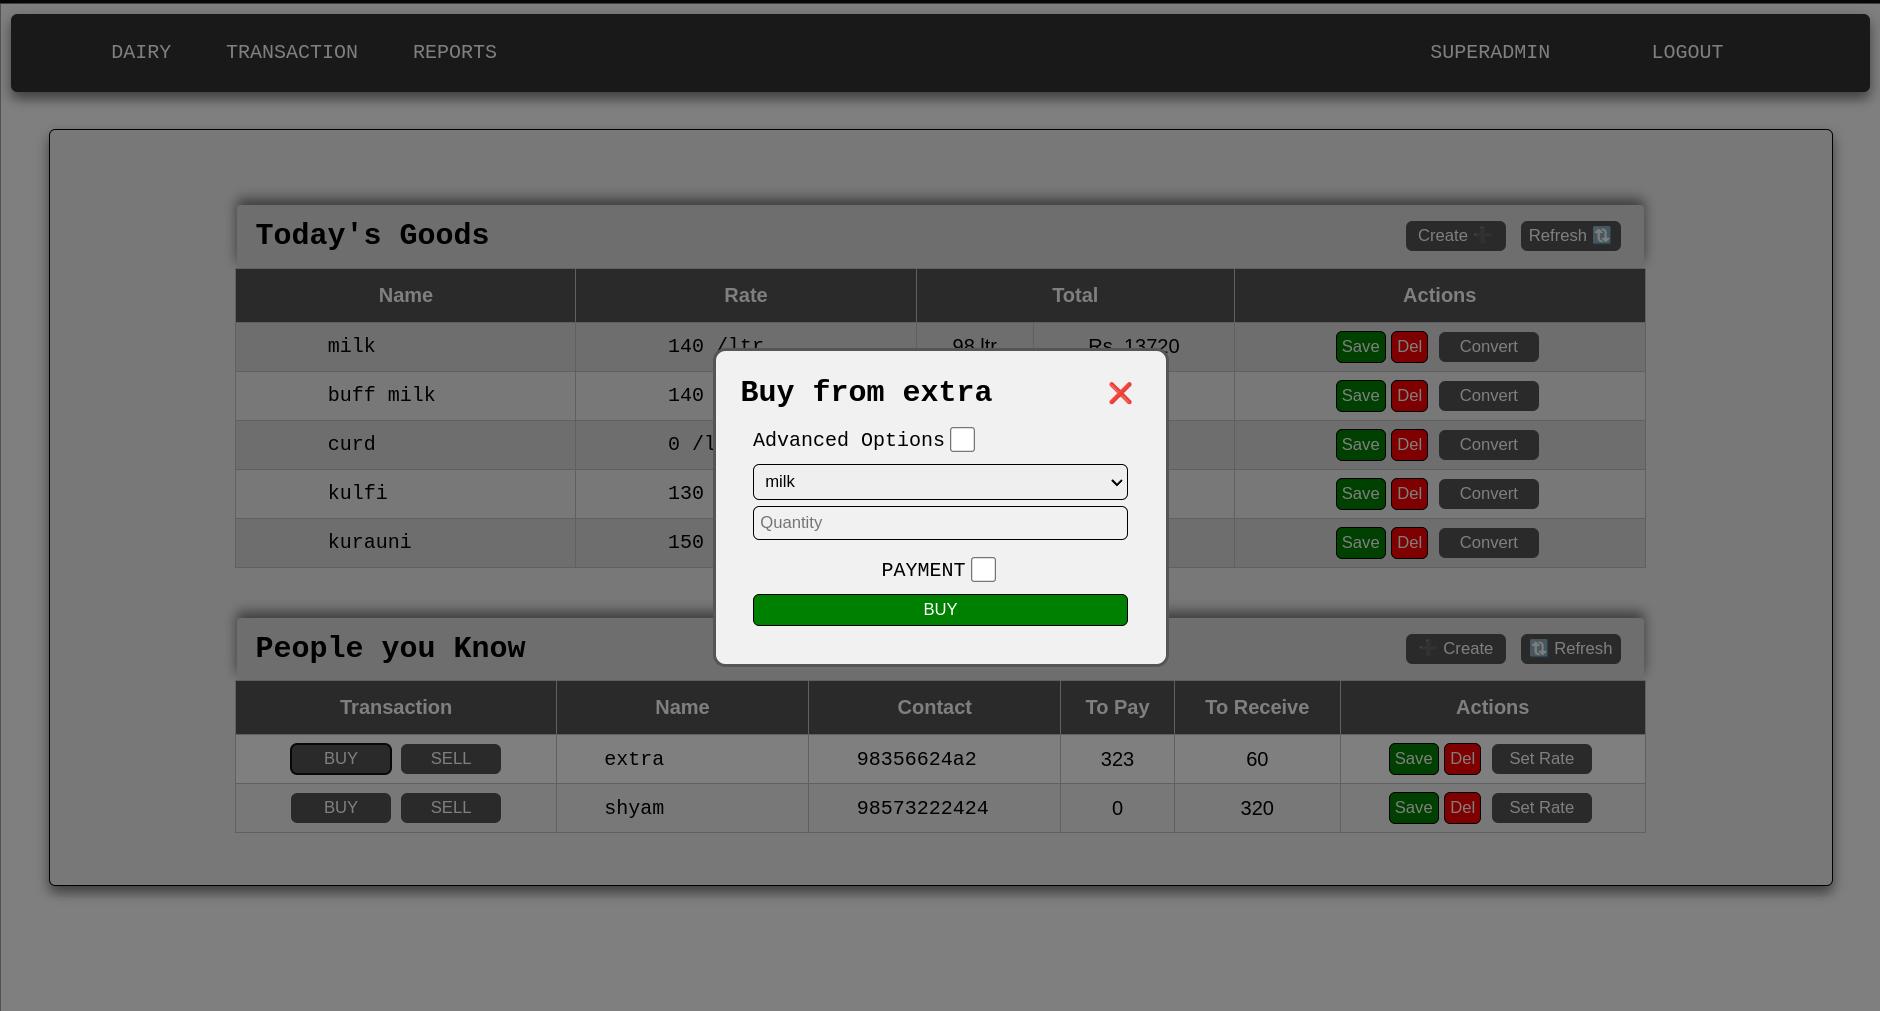 DAIRY TRANSACTION REPORTS SUPERADMIN LOGOUT
Today's Goods Create ➕ Refresh 🔃
Name Rate Total Actions
milk 140 /ltr 98 ltr Rs. 13720 Save Del Convert
buff milk 140 Save Del Convert
curd 0 /l Save Del Convert
kulfi 130 Save Del Convert
kurauni 150 Save Del Convert
Buy from extra ❌
Advanced Options
milk
Quantity
PAYMENT
BUY
People you Know ➕ Create 🔃 Refresh
Transaction Name Contact To Pay To Receive Actions
BUY SELL extra 98356624a2 323 60 Save Del Set Rate
BUY SELL shyam 98573222424 0 320 Save Del Set Rate